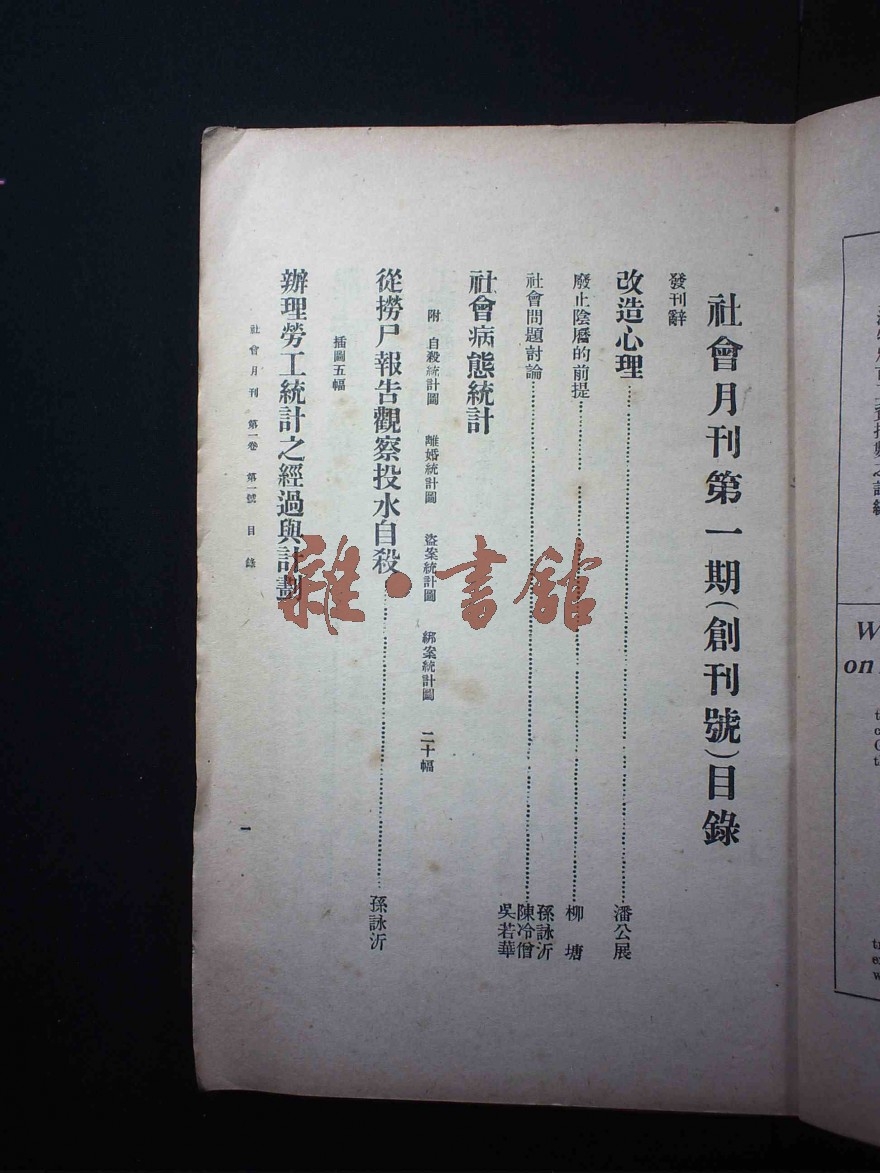 社會月刊第一期(創刊號)目錄
發刊辭
改造心理……潘公展
廢止陰曆的前提……柳塘
社會問題討論……孫詠沂 陳冷僧 吳若華
社會病態統計
附 自殺統計圖 離婚統計圖 盜案統計圖 綁案統計圖 二十幅
從撈尸報告觀察投水自殺……孫詠沂
插圖五幅
辦理勞工統計之經過與計劃
社會月刊 第一卷 第一號 目錄
一
雜·書館
W
on